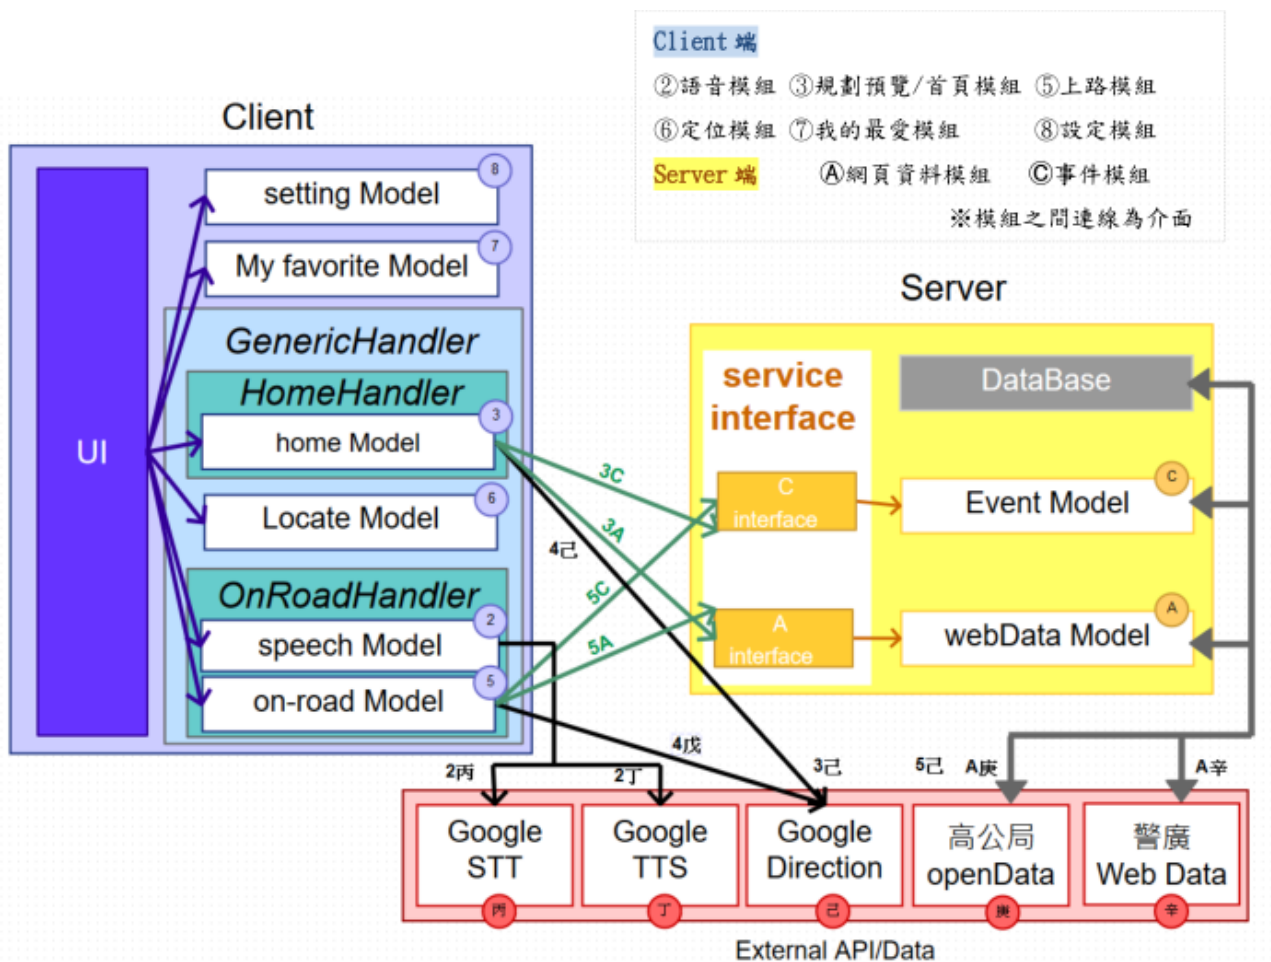 Client 端
②語音模組 ③規劃預覽/首頁模組 ⑤上路模組
⑥定位模組 ⑦我的最愛模組 ⑧設定模組
Server 端 Ⓐ網頁資料模組 Ⓒ事件模組
※模組之間連線為介面
Client
UI
setting Model
8
My favorite Model
7
GenericHandler
HomeHandler
home Model
3
Locate Model
6
OnRoadHandler
speech Model
2
on-road Model
5
3C
3A
4己
5C
5A
4戊
2丙
2丁
3己
5己
A庚
A辛
Server
service
interface
C
interface
A
interface
DataBase
Event Model
C
webData Model
A
Google
STT
丙
Google
TTS
丁
Google
Direction
己
高公局
openData
庚
警廣
Web Data
辛
External API/Data